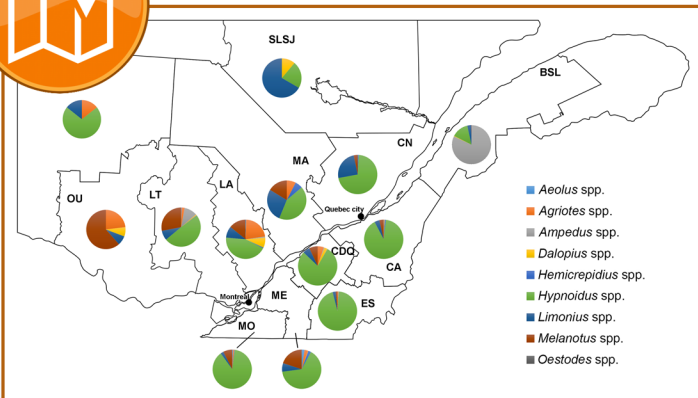 SLSJ
BSL
CN
MA
LA
LT
OU
Quebec city
CDQ
CA
ME
Montreal
ES
MO
Aeolus spp.
Agriotes spp.
Ampedus spp.
Dalopius spp.
Hemicrepidius spp.
Hypnoidus spp.
Limonius spp.
Melanotus spp.
Oestodes spp.